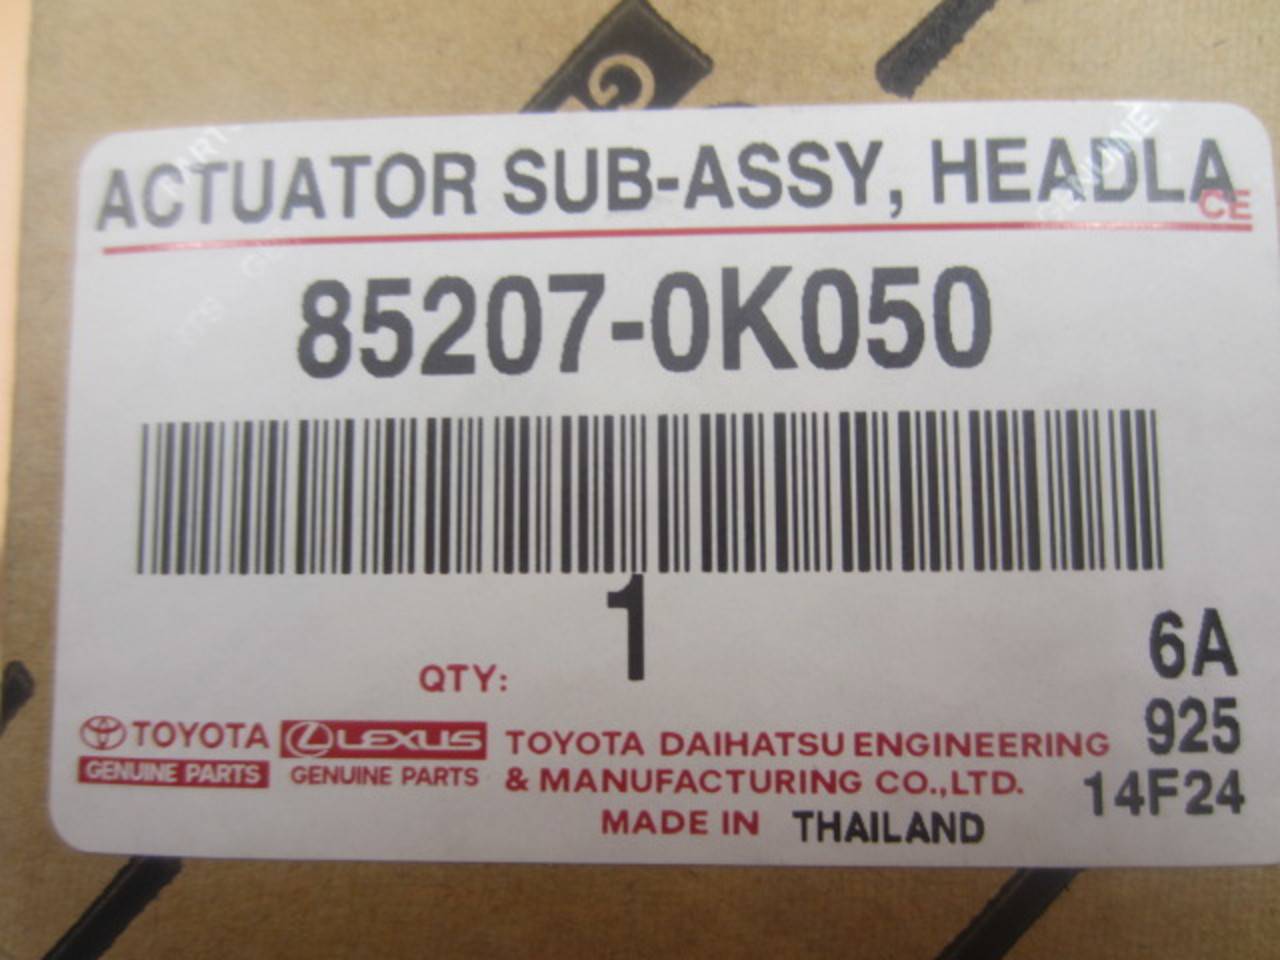 G
ACTUATOR SUB-ASSY, HEADLA
CE
85207-0K050
1
QTY:
6A
925
14F24
TOYOTA
GENUINE PARTS
LEXUS
GENUINE PARTS
TOYOTA DAIHATSU ENGINEERING
& MANUFACTURING CO.,LTD.
MADE IN THAILAND